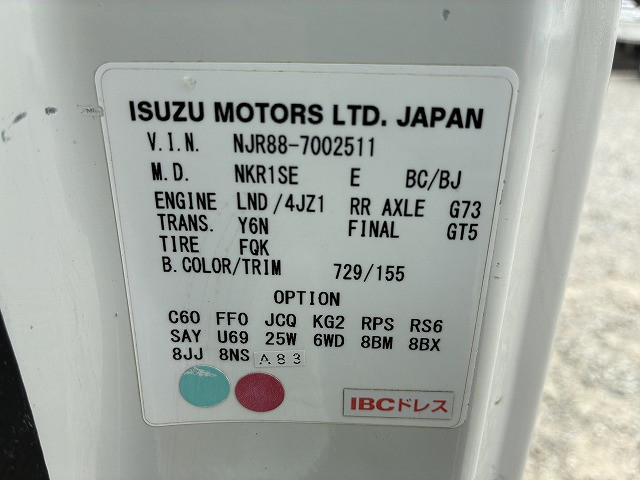 ISUZU MOTORS LTD. JAPAN
V.I.N. NJR88-7002511
M.D. NKR1SE E BC/BJ
ENGINE LND/4JZ1 RR AXLE G73
TRANS. Y6N FINAL GT5
TIRE FQK
B.COLOR/TRIM 729/155
OPTION
C60 FF0 JCQ KG2 RPS RS6
SAY U69 25W 6WD 8BM 8BX
8JJ 8NS A83
IBCドレス